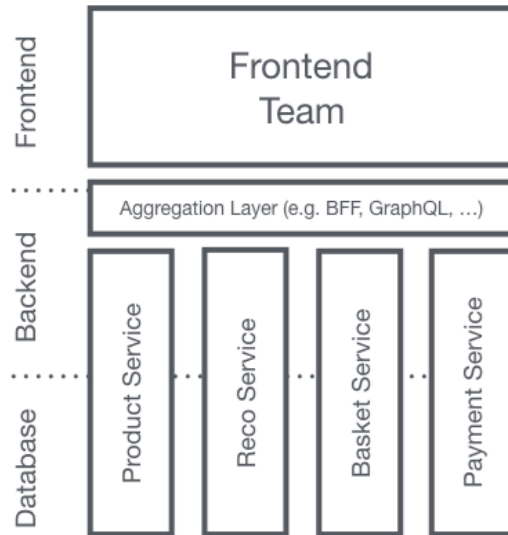 Frontend
Frontend
Team
Backend
Aggregation Layer (e.g. BFF, GraphQL, ...)
Database
Product Service
Reco Service
Basket Service
Payment Service